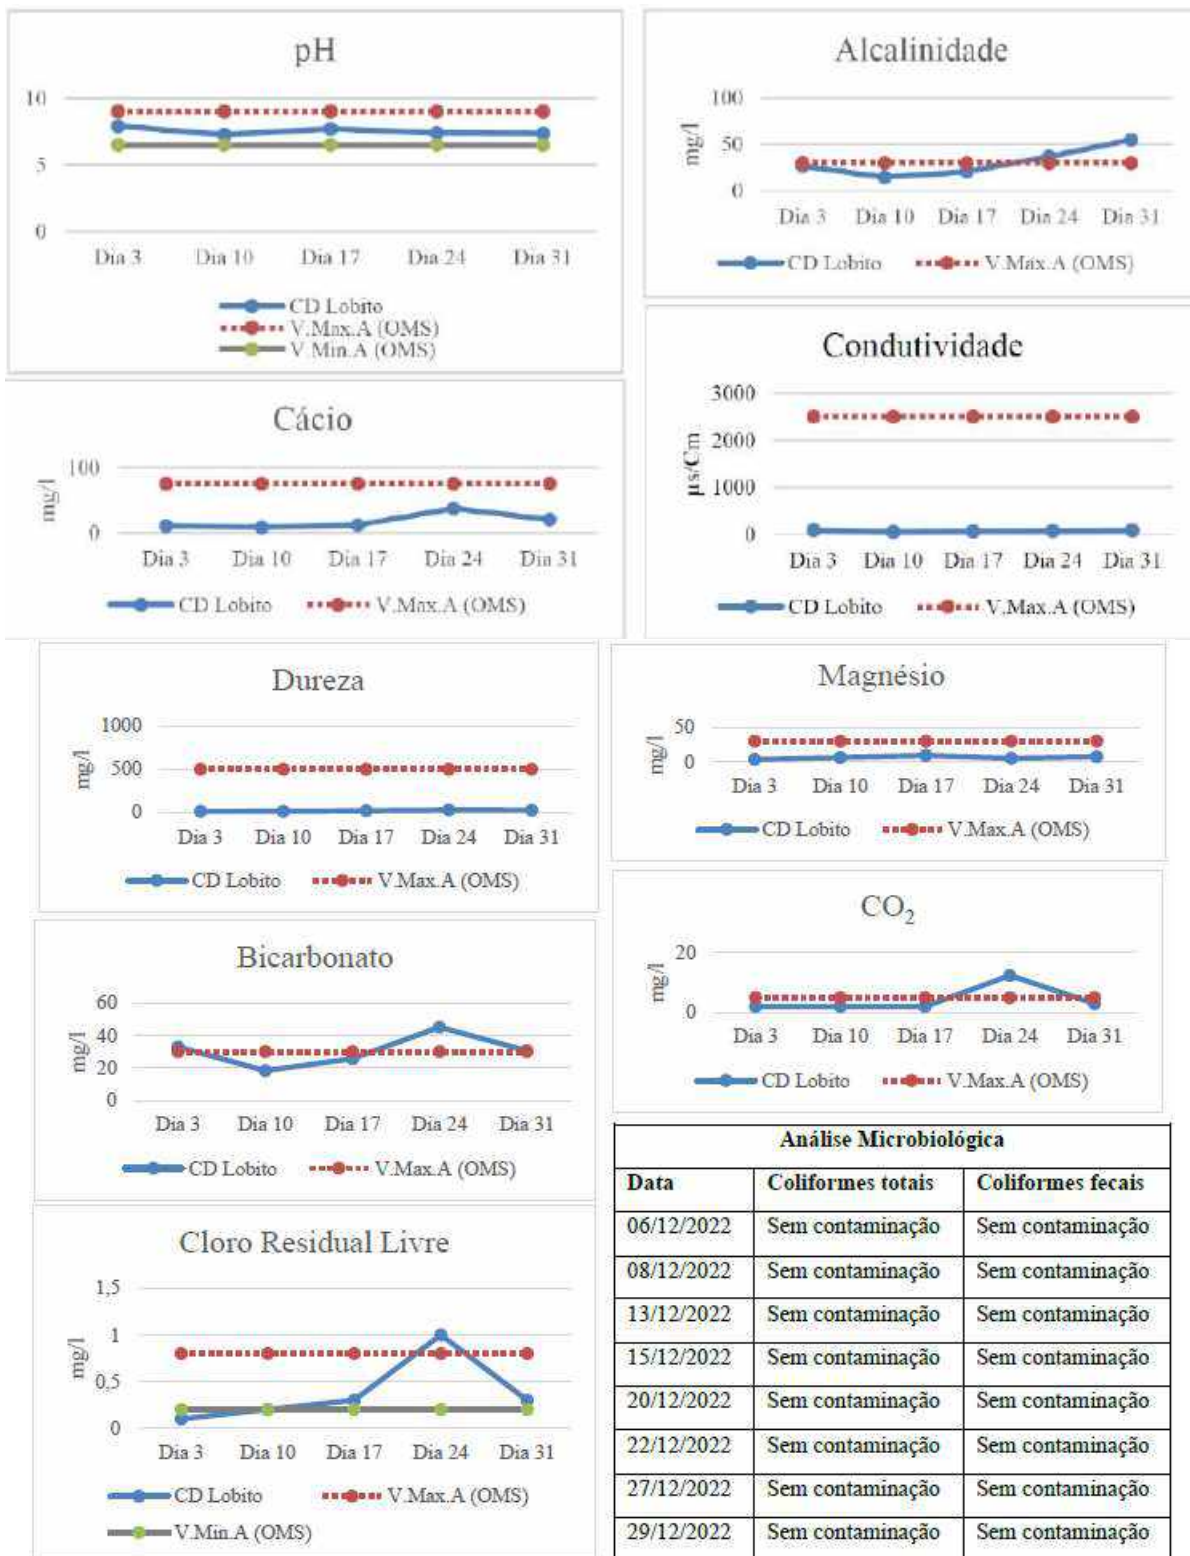 pH
10
5
0
Dia 3 Dia 10 Dia 17 Dia 24 Dia 31
CD Lobito
V.Max.A (OMS)
V.Min.A (OMS)
Alcalinidade
mg/l
100
50
0
Dia 3 Dia 10 Dia 17 Dia 24 Dia 31
CD Lobito V.Max.A (OMS)
Cácio
mg/l
100
0
Dia 3 Dia 10 Dia 17 Dia 24 Dia 31
CD Lobito V.Max.A (OMS)
Condutividade
µs/Cm
3000
2000
1000
0
Dia 3 Dia 10 Dia 17 Dia 24 Dia 31
CD Lobito V.Max.A (OMS)
Dureza
mg/l
1000
500
0
Dia 3 Dia 10 Dia 17 Dia 24 Dia 31
CD Lobito V.Max.A (OMS)
Magnésio
mg/l
50
0
Dia 3 Dia 10 Dia 17 Dia 24 Dia 31
CD Lobito V.Max.A (OMS)
Bicarbonato
mg/l
60
40
20
0
Dia 3 Dia 10 Dia 17 Dia 24 Dia 31
CD Lobito V.Max.A (OMS)
CO₂
mg/l
20
0
Dia 3 Dia 10 Dia 17 Dia 24 Dia 31
CD Lobito V.Max.A (OMS)
Cloro Residual Livre
mg/l
1,5
1
0,5
0
Dia 3 Dia 10 Dia 17 Dia 24 Dia 31
CD Lobito V.Max.A (OMS)
V.Min.A (OMS)
Análise Microbiológica
Data Coliformes totais Coliformes fecais
06/12/2022 Sem contaminação Sem contaminação
08/12/2022 Sem contaminação Sem contaminação
13/12/2022 Sem contaminação Sem contaminação
15/12/2022 Sem contaminação Sem contaminação
20/12/2022 Sem contaminação Sem contaminação
22/12/2022 Sem contaminação Sem contaminação
27/12/2022 Sem contaminação Sem contaminação
29/12/2022 Sem contaminação Sem contaminação